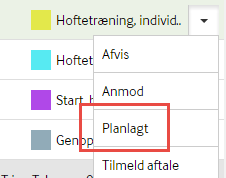 Hoftetræning, individ..
Hoftet
Afvis
Start, h
Anmod
Planlagt
Genop
Tilmeld aftale